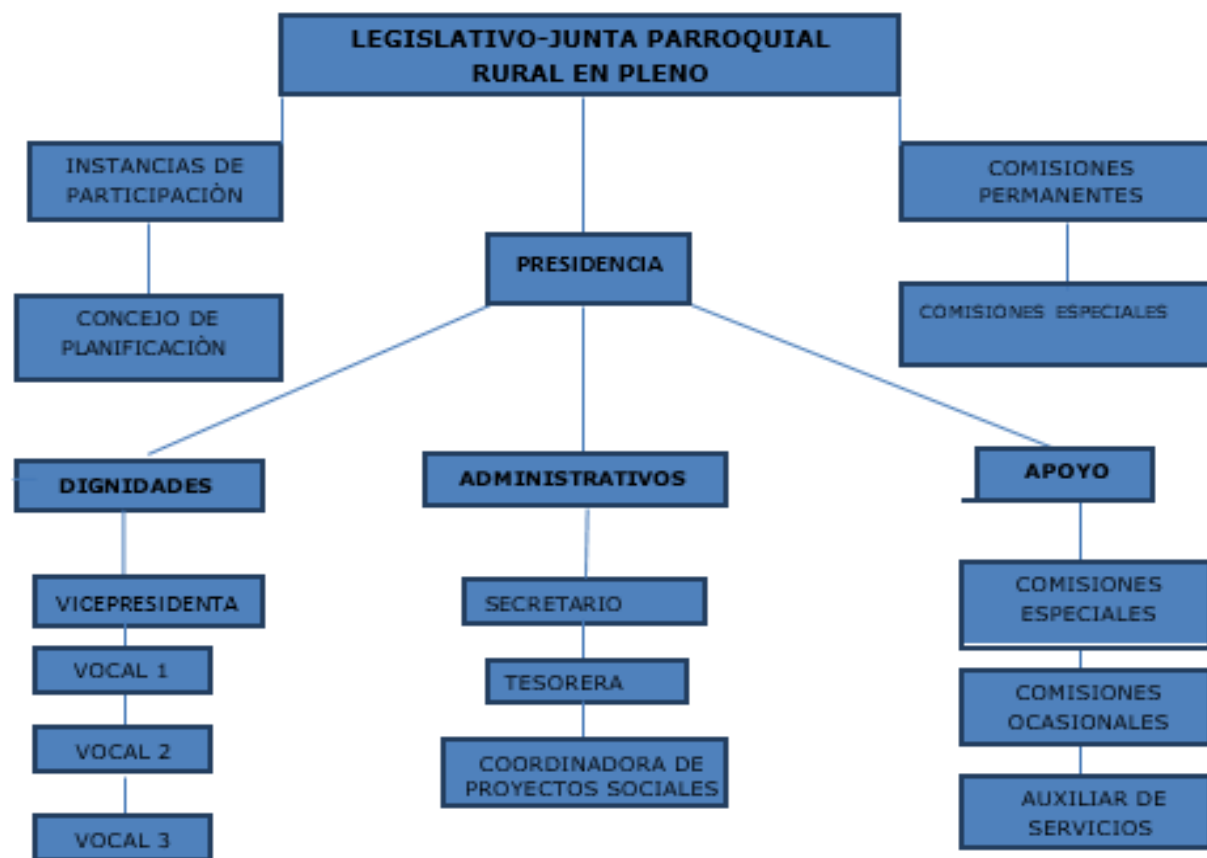 LEGISLATIVO-JUNTA PARROQUIAL
RURAL EN PLENO
INSTANCIAS DE
PARTICIPACIÒN
COMISIONES
PERMANENTES
PRESIDENCIA
CONCEJO DE
PLANIFICACIÒN
COMISIONES ESPECIALES
DIGNIDADES
ADMINISTRATIVOS
APOYO
VICEPRESIDENTA
VOCAL 1
VOCAL 2
VOCAL 3
SECRETARIO
TESORERA
COORDINADORA DE
PROYECTOS SOCIALES
COMISIONES
ESPECIALES
COMISIONES
OCASIONALES
AUXILIAR DE
SERVICIOS